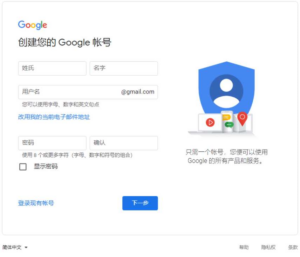 Google
创建您的 Google 帐号
姓氏
名字
用户名
@gmail.com
您可以使用字母、数字和英文句点
改用我的当前电子邮件地址
密码
确认
使用 8 个或更多字符（字母、数字和符号的组合）
显示密码
只需一个帐号，您便可以使用
Google 的所有产品和服务。
登录现有帐号
下一步
简体中文
帮助
隐私权
条款